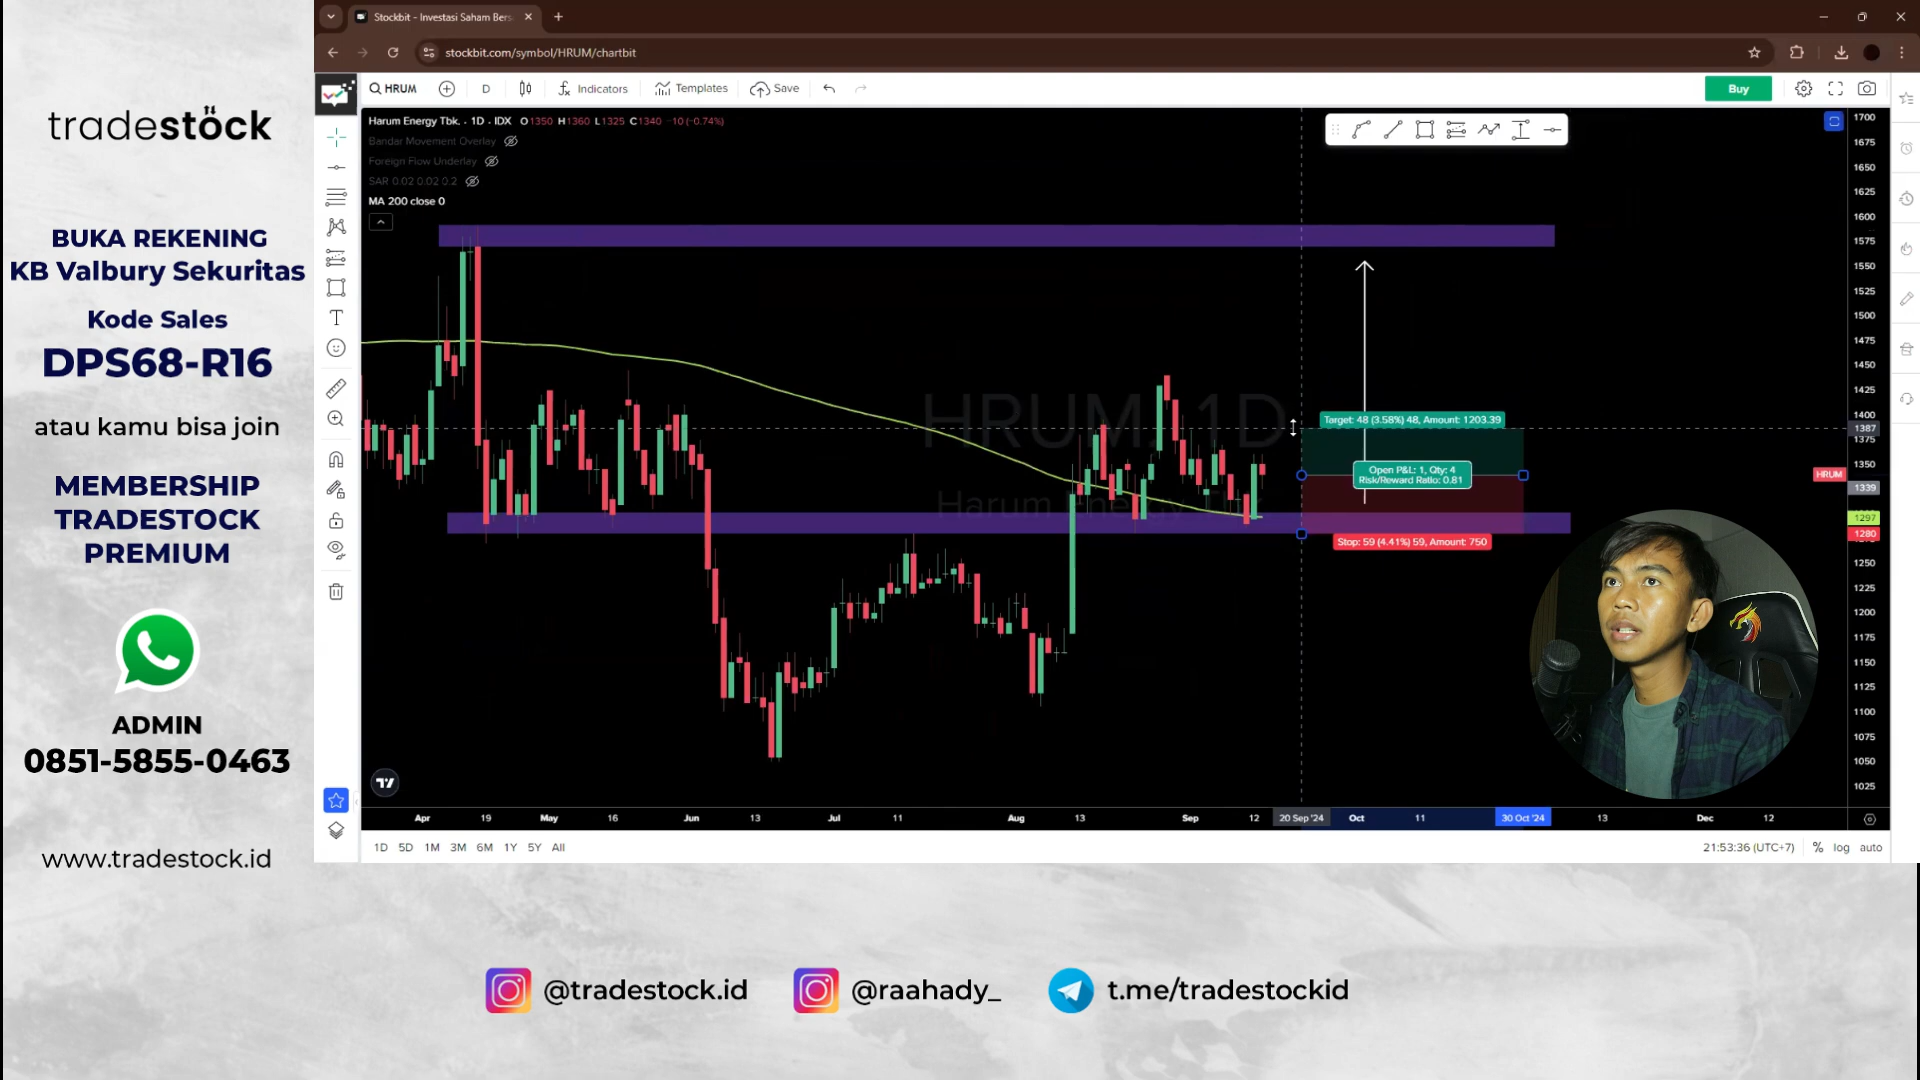 tradestock
BUKA REKENING
KB Valbury Sekuritas
Kode Sales
DPS68-R16
atau kamu bisa join
MEMBERSHIP
TRADESTOCK
PREMIUM
ADMIN
0851-5855-0463
www.tradestock.id
Stockbit - Investasi Saham Bers
stockbit.com/symbol/HRUM/chartbit
HRUM
D
Indicators
Templates
Save
Buy
Harum Energy Tbk. · 1D · IDX O1350 H1360 L1325 C1340 -10 (-0.74%)
Bandar Movement Overlay
Foreign Flow Underlay
SAR 0.02 0.02 0.2
MA 200 close 0
HRUM, 1D
Harum Energy Tbk.
Target: 48 (3.58%) 48, Amount: 1203.39
Open P&L: 1, Qty: 4
Risk/Reward Ratio: 0.81
Stop: 59 (4.41%) 59, Amount: 750
1700
1675
1650
1625
1600
1575
1550
1525
1500
1475
1450
1425
1400
1387
1375
1350
HRUM
1339
1297
1280
1250
1225
1200
1175
1150
1125
1100
1075
1050
1025
Apr 19 May 16 Jun 13 Jul 11 Aug 13 Sep 12 20 Sep '24 Oct 11 30 Oct '24 13 Dec 12
1D 5D 1M 3M 6M 1Y 5Y All
21:53:36 (UTC+7) % log auto
@tradestock.id
@raahady_
t.me/tradestockid